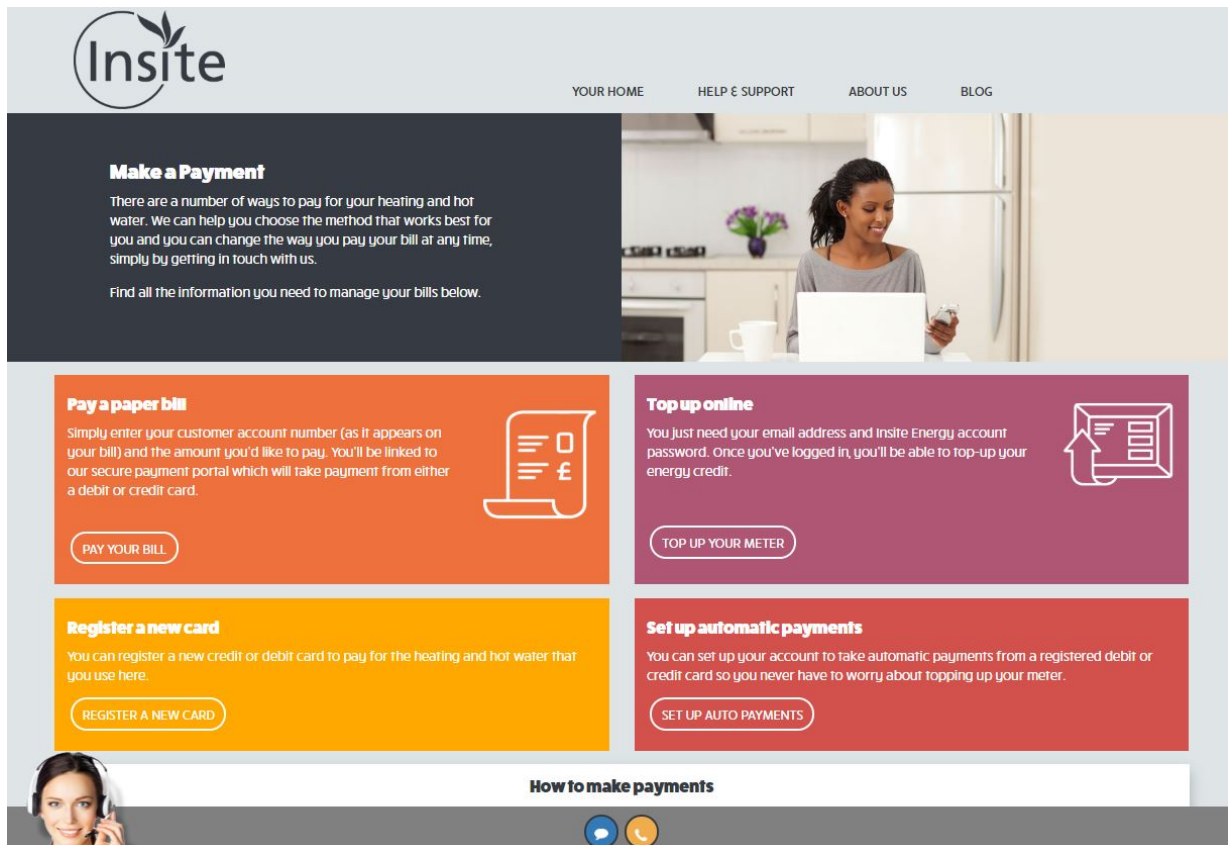 Insite
YOUR HOME
HELP & SUPPORT
ABOUT US
BLOG
Make a Payment
There are a number of ways to pay for your heating and hot
water. We can help you choose the method that works best for
you and you can change the way you pay your bill at any time,
simply by getting in touch with us.
Find all the information you need to manage your bills below.
Pay a paper bill
Simply enter your customer account number (as it appears on
your bill) and the amount you'd like to pay. You'll be linked to
our secure payment portal which will take payment from either
a debit or credit card.
£
PAY YOUR BILL
Top up online
You just need your email address and Insite Energy account
password. Once you've logged in, you'll be able to top-up your
energy credit.
TOP UP YOUR METER
Register a new card
You can register a new credit or debit card to pay for the heating and hot water that
you use here.
REGISTER A NEW CARD
Set up automatic payments
You can set up your account to take automatic payments from a registered debit or
credit card so you never have to worry about topping up your meter.
SET UP AUTO PAYMENTS
How to make payments